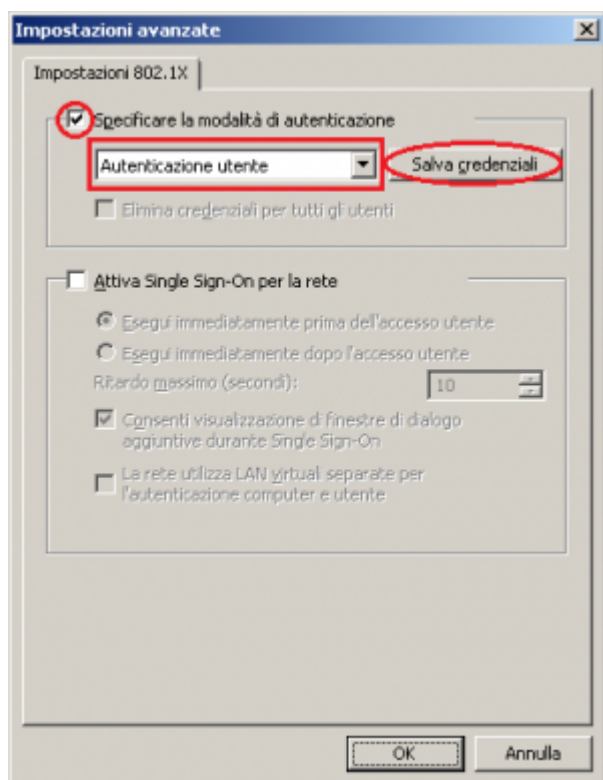 Impostazioni avanzate
Impostazioni 802.1X
Specificare la modalità di autenticazione
Autenticazione utente
Salva credenziali
Elimina credenziali per tutti gli utenti
Attiva Single Sign-On per la rete
Esegui immediatamente prima dell'accesso utente
Esegui immediatamente dopo l'accesso utente
Ritardo massimo (secondi):
10
Consenti visualizzazione di finestre di dialogo
aggiuntive durante Single Sign-On
La rete utilizza LAN virtual separate per
l'autenticazione computer e utente
OK
Annulla